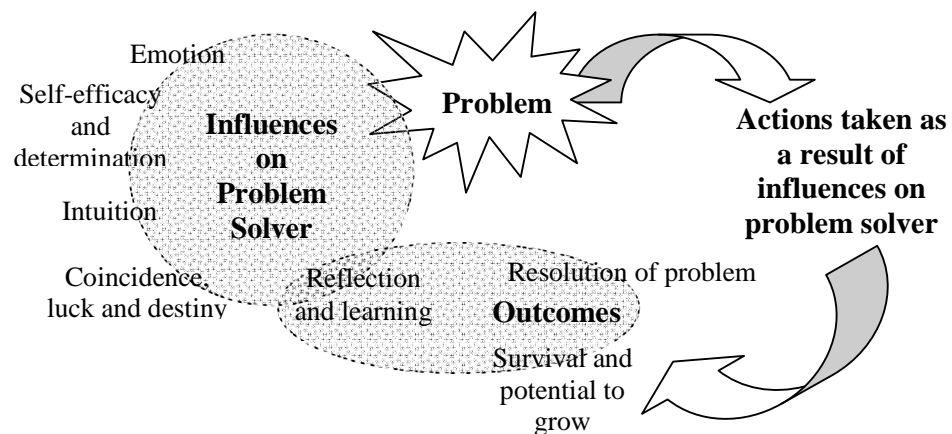 Emotion
Self-efficacy
and
determination
Intuition
Coincidence,
luck and destiny
Influences
on
Problem
Solver
Problem
Actions taken as
a result of
influences on
problem solver
Reflection
and learning
Resolution of problem
Outcomes
Survival and
potential to
grow